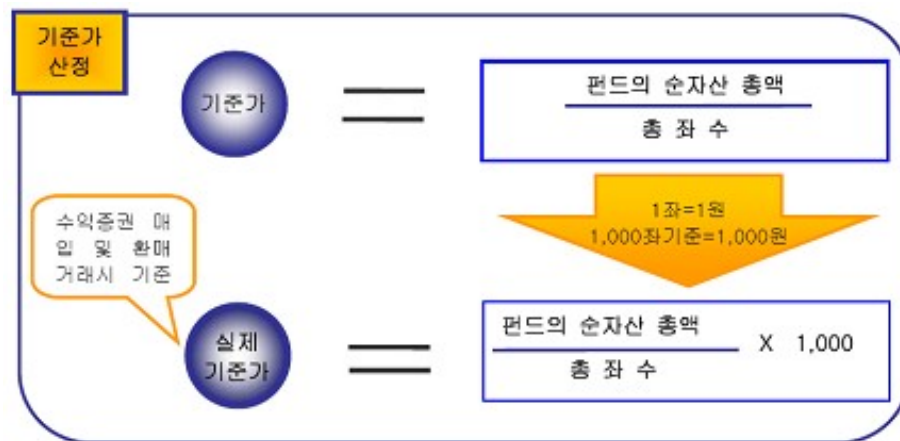 기준가
산정
기준가
펀드의 순자산 총액
총 좌 수
1좌=1원
1,000좌기준=1,000원
수익증권 매
입 및 환매
거래시 기준
실제
기준가
펀드의 순자산 총액
총 좌 수
X 1,000